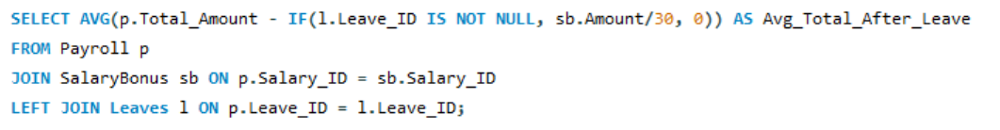 SELECT AVG(p.Total_Amount - IF(l.Leave_ID IS NOT NULL, sb.Amount/30, 0)) AS Avg_Total_After_Leave
FROM Payroll p
JOIN SalaryBonus sb ON p.Salary_ID = sb.Salary_ID
LEFT JOIN Leaves l ON p.Leave_ID = l.Leave_ID;